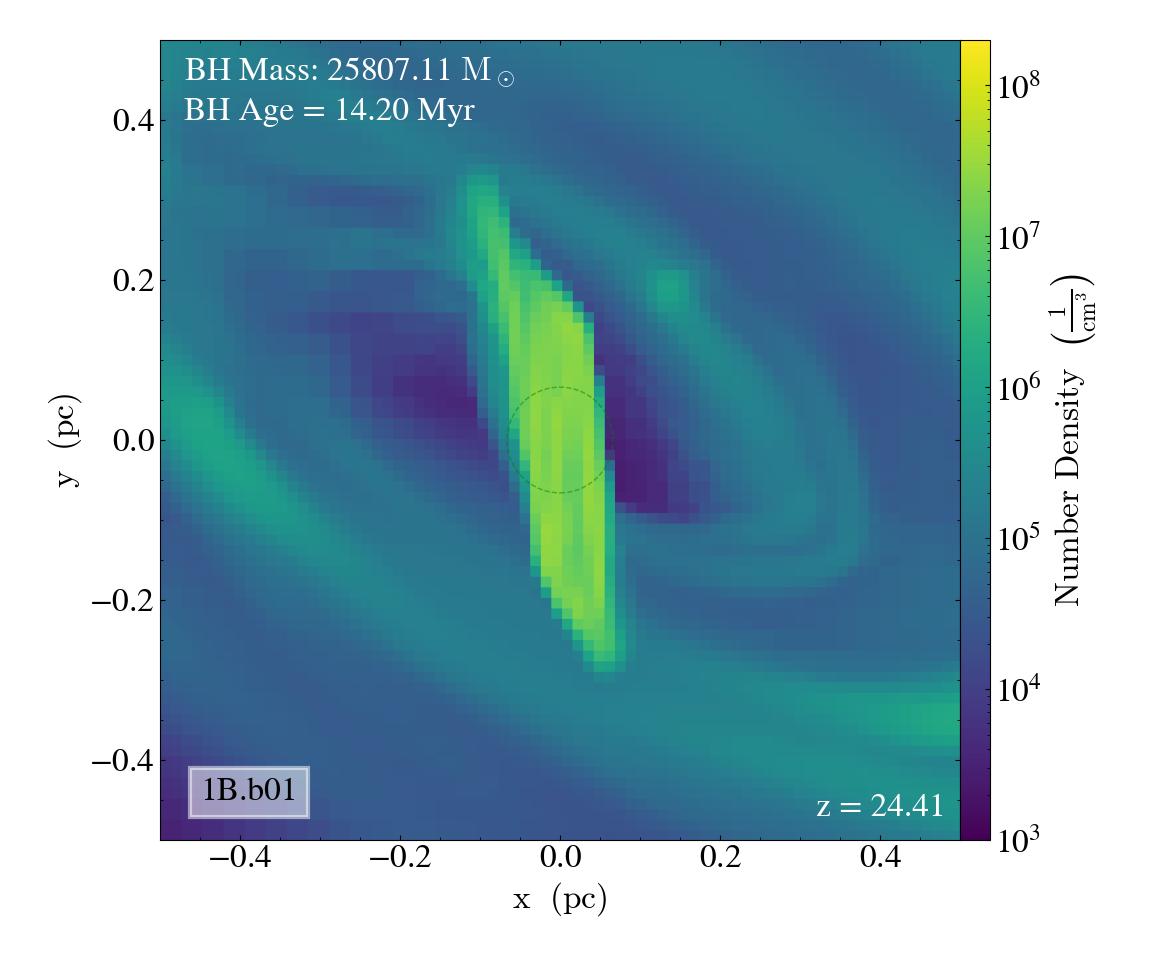 BH Mass: 25807.11 M⊙
BH Age = 14.20 Myr
1B.b01
z = 24.41
0.4
0.2
0.0
−0.2
−0.4
y (pc)
−0.4
−0.2
0.0
0.2
0.4
x (pc)
10⁸
10⁷
10⁶
10⁵
10⁴
10³
Number Density (1/cm³)